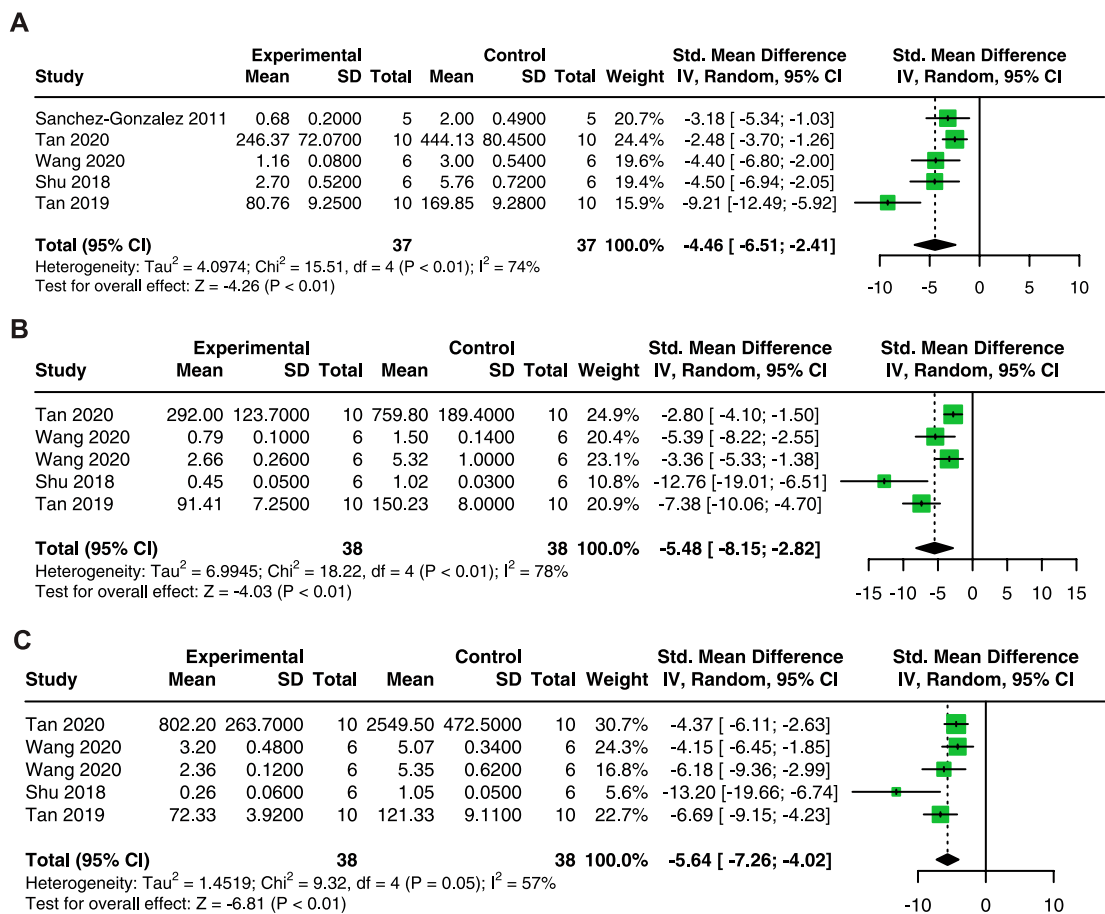 A
Experimental Control Std. Mean Difference Std. Mean Difference
Study Mean SD Total Mean SD Total Weight IV, Random, 95% CI IV, Random, 95% CI
Sanchez-Gonzalez 2011 0.68 0.2000 5 2.00 0.4900 5 20.7% -3.18 [ -5.34; -1.03]
Tan 2020 246.37 72.0700 10 444.13 80.4500 10 24.4% -2.48 [ -3.70; -1.26]
Wang 2020 1.16 0.0800 6 3.00 0.5400 6 19.6% -4.40 [ -6.80; -2.00]
Shu 2018 2.70 0.5200 6 5.76 0.7200 6 19.4% -4.50 [ -6.94; -2.05]
Tan 2019 80.76 9.2500 10 169.85 9.2800 10 15.9% -9.21 [-12.49; -5.92]
Total (95% CI) 37 37 100.0% -4.46 [ -6.51; -2.41]
Heterogeneity: Tau² = 4.0974; Chi² = 15.51, df = 4 (P < 0.01); I² = 74%
Test for overall effect: Z = -4.26 (P < 0.01)
-10 -5 0 5 10
B
Experimental Control Std. Mean Difference Std. Mean Difference
Study Mean SD Total Mean SD Total Weight IV, Random, 95% CI IV, Random, 95% CI
Tan 2020 292.00 123.7000 10 759.80 189.4000 10 24.9% -2.80 [ -4.10; -1.50]
Wang 2020 0.79 0.1000 6 1.50 0.1400 6 20.4% -5.39 [ -8.22; -2.55]
Wang 2020 2.66 0.2600 6 5.32 1.0000 6 23.1% -3.36 [ -5.33; -1.38]
Shu 2018 0.45 0.0500 6 1.02 0.0300 6 10.8% -12.76 [-19.01; -6.51]
Tan 2019 91.41 7.2500 10 150.23 8.0000 10 20.9% -7.38 [-10.06; -4.70]
Total (95% CI) 38 38 100.0% -5.48 [ -8.15; -2.82]
Heterogeneity: Tau² = 6.9945; Chi² = 18.22, df = 4 (P < 0.01); I² = 78%
Test for overall effect: Z = -4.03 (P < 0.01)
-15 -10 -5 0 5 10 15
C
Experimental Control Std. Mean Difference Std. Mean Difference
Study Mean SD Total Mean SD Total Weight IV, Random, 95% CI IV, Random, 95% CI
Tan 2020 802.20 263.7000 10 2549.50 472.5000 10 30.7% -4.37 [ -6.11; -2.63]
Wang 2020 3.20 0.4800 6 5.07 0.3400 6 24.3% -4.15 [ -6.45; -1.85]
Wang 2020 2.36 0.1200 6 5.35 0.6200 6 16.8% -6.18 [ -9.36; -2.99]
Shu 2018 0.26 0.0600 6 1.05 0.0500 6 5.6% -13.20 [-19.66; -6.74]
Tan 2019 72.33 3.9200 10 121.33 9.1100 10 22.7% -6.69 [ -9.15; -4.23]
Total (95% CI) 38 38 100.0% -5.64 [ -7.26; -4.02]
Heterogeneity: Tau² = 1.4519; Chi² = 9.32, df = 4 (P = 0.05); I² = 57%
Test for overall effect: Z = -6.81 (P < 0.01)
-10 0 10